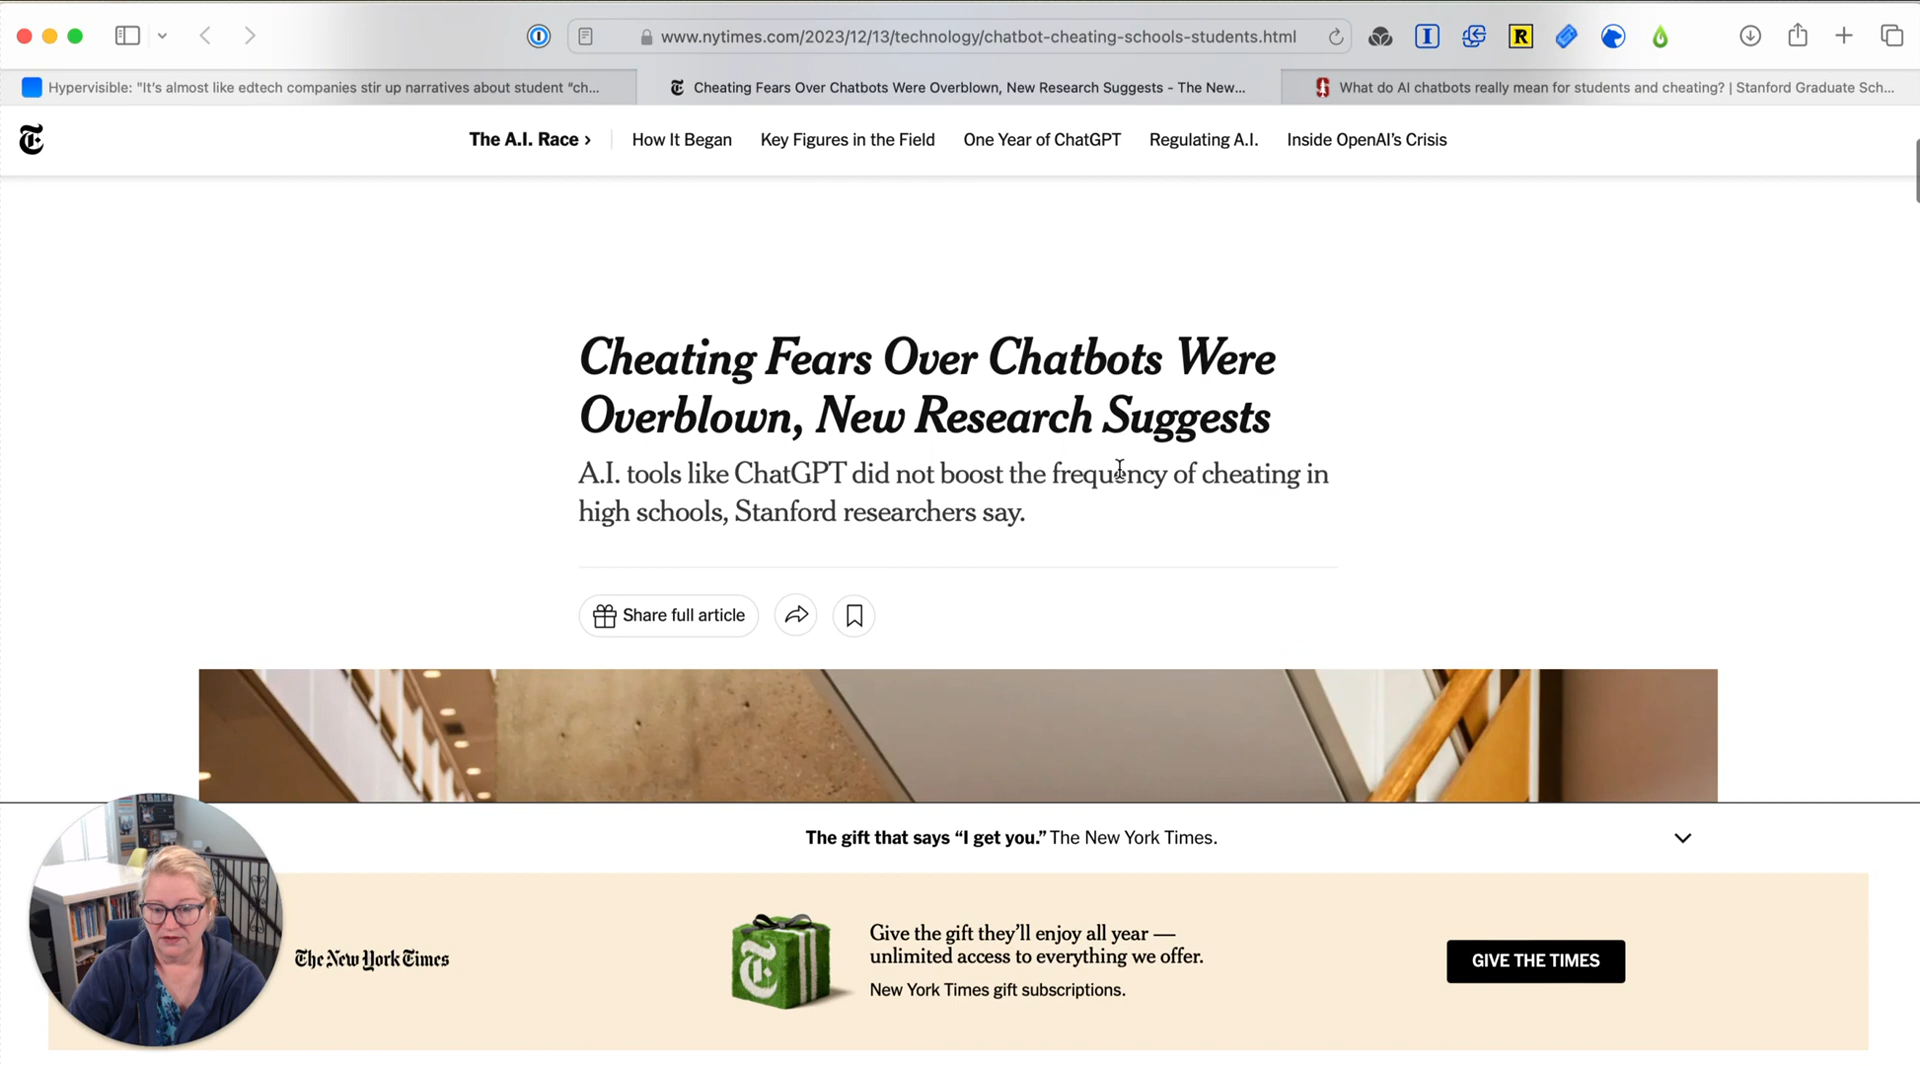 www.nytimes.com/2023/12/13/technology/chatbot-cheating-schools-students.html
I
R
Hypervisible: "It's almost like edtech companies stir up narratives about student “ch...
Cheating Fears Over Chatbots Were Overblown, New Research Suggests - The New...
What do AI chatbots really mean for students and cheating? | Stanford Graduate Sch...
The A.I. Race >
How It Began
Key Figures in the Field
One Year of ChatGPT
Regulating A.I.
Inside OpenAI’s Crisis
Cheating Fears Over Chatbots Were
Overblown, New Research Suggests
A.I. tools like ChatGPT did not boost the frequency of cheating in
high schools, Stanford researchers say.
Share full article
The gift that says “I get you.” The New York Times.
The New York Times
Give the gift they’ll enjoy all year —
unlimited access to everything we offer.
New York Times gift subscriptions.
GIVE THE TIMES